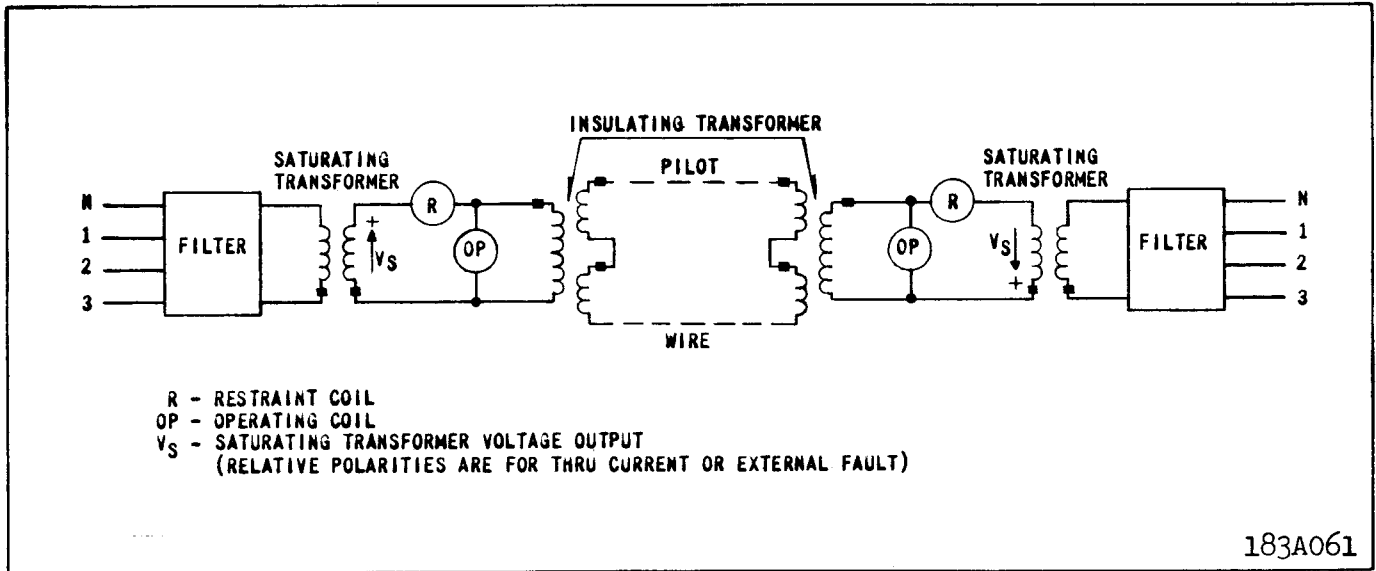 INSULATING TRANSFORMER
SATURATING
TRANSFORMER
PILOT
SATURATING
TRANSFORMER
N
1
2
3
FILTER
+
VS
R
OP
OP
R
VS
+
FILTER
N
1
2
3
WIRE
R - RESTRAINT COIL
OP - OPERATING COIL
VS - SATURATING TRANSFORMER VOLTAGE OUTPUT
(RELATIVE POLARITIES ARE FOR THRU CURRENT OR EXTERNAL FAULT)
183A061